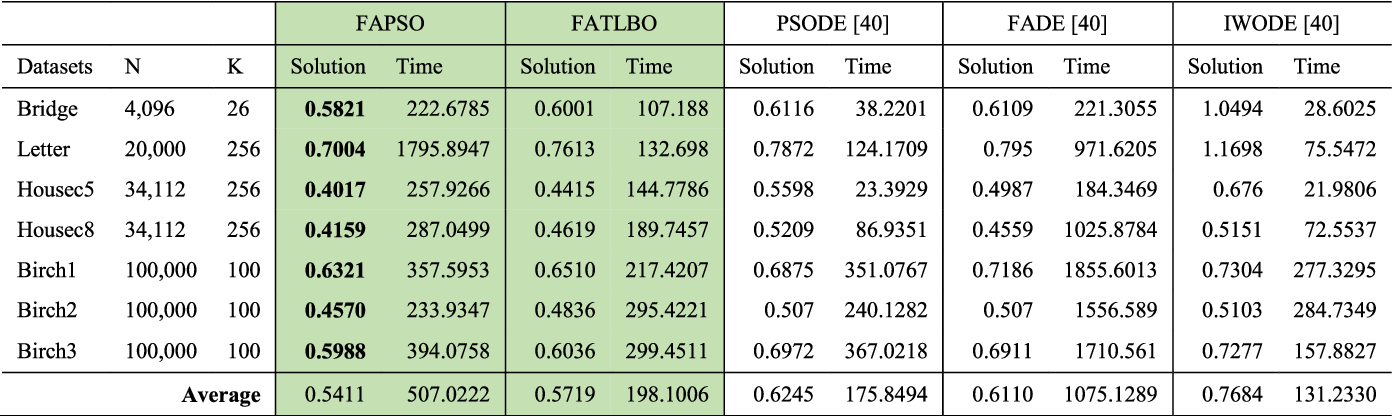 FAPSO FATLBO PSODE [40] FADE [40] IWODE [40]
Datasets N K Solution Time Solution Time Solution Time Solution Time Solution Time
Bridge 4,096 26 0.5821 222.6785 0.6001 107.188 0.6116 38.2201 0.6109 221.3055 1.0494 28.6025
Letter 20,000 256 0.7004 1795.8947 0.7613 132.698 0.7872 124.1709 0.795 971.6205 1.1698 75.5472
Housec5 34,112 256 0.4017 257.9266 0.4415 144.7786 0.5598 23.3929 0.4987 184.3469 0.676 21.9806
Housec8 34,112 256 0.4159 287.0499 0.4619 189.7457 0.5209 86.9351 0.4559 1025.8784 0.5151 72.5537
Birch1 100,000 100 0.6321 357.5953 0.6510 217.4207 0.6875 351.0767 0.7186 1855.6013 0.7304 277.3295
Birch2 100,000 100 0.4570 233.9347 0.4836 295.4221 0.507 240.1282 0.507 1556.589 0.5103 284.7349
Birch3 100,000 100 0.5988 394.0758 0.6036 299.4511 0.6972 367.0218 0.6911 1710.561 0.7277 157.8827
Average 0.5411 507.0222 0.5719 198.1006 0.6245 175.8494 0.6110 1075.1289 0.7684 131.2330